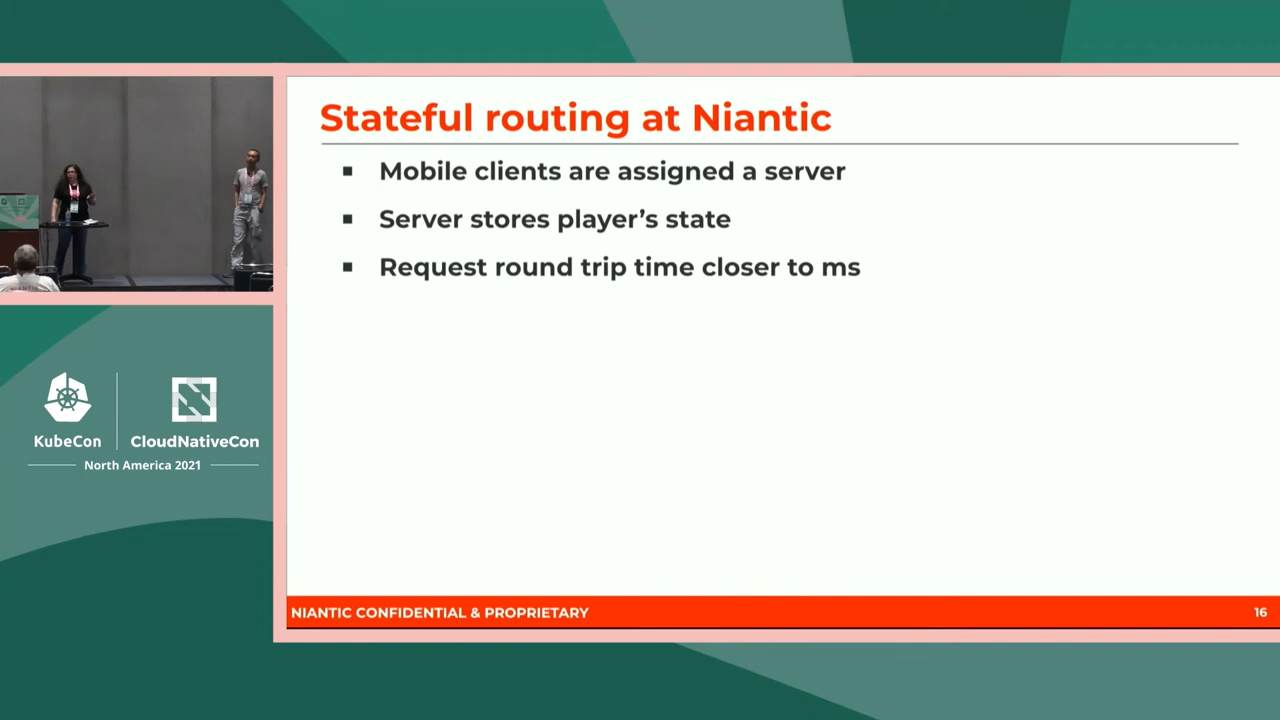 Stateful routing at Niantic
▪ Mobile clients are assigned a server
▪ Server stores player’s state
▪ Request round trip time closer to ms
NIANTIC CONFIDENTIAL & PROPRIETARY
16
KubeCon
CloudNativeCon
North America 2021